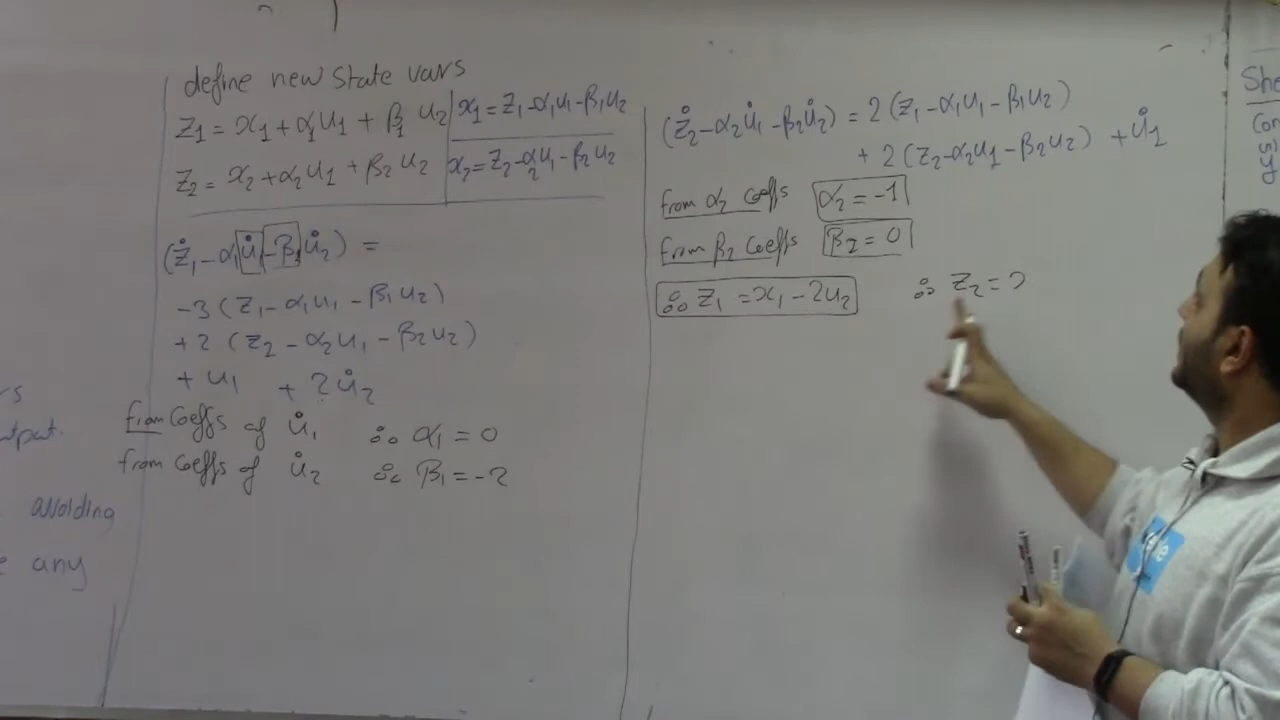 define new state vars
z₁ = x₁ + α₁u₁ + β₁ u₂
z₂ = x₂ + α₂u₁ + β₂ u₂
x₁ = z₁ - α₁u₁ - β₁u₂
x₂ = z₂ - α₂u₁ - β₂u₂
(ż₁ - α₁u̇₁ - β₁u̇₂) =
-3 (z₁ - α₁u₁ - β₁u₂)
+2 (z₂ - α₂u₁ - β₂u₂)
+ u₁ + 2u̇₂
from coeffs of u̇₁ ∴ α₁ = 0
from coeffs of u̇₂ ∴ β₁ = -2
(ż₂ - α₂u̇₁ - β₂u̇₂) = 2 (z₁ - α₁u₁ - β₁u₂)
+ 2 (z₂ - α₂u₁ - β₂u₂) + u̇₁
from α₂ coeffs α₂ = -1
from β₂ coeffs β₂ = 0
∴ z₁ = x₁ - 2u₂ ∴ z₂ =
avoiding
any